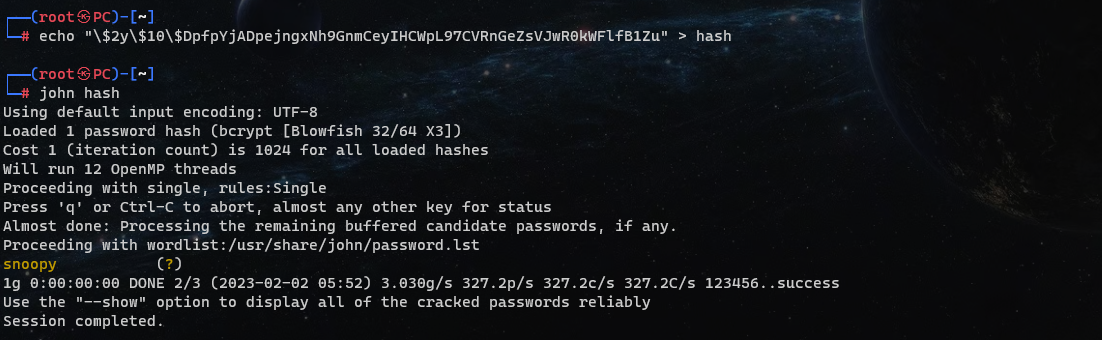 ┌──(root㉿PC)-[~]
└─# echo "\$2y\$10\$DpfpYjADpejngxNh9GnmCeyIHCWpL97CVRnGeZsVJwR0kWFlfB1Zu" > hash
┌──(root㉿PC)-[~]
└─# john hash
Using default input encoding: UTF-8
Loaded 1 password hash (bcrypt [Blowfish 32/64 X3])
Cost 1 (iteration count) is 1024 for all loaded hashes
Will run 12 OpenMP threads
Proceeding with single, rules:Single
Press 'q' or Ctrl-C to abort, almost any other key for status
Almost done: Processing the remaining buffered candidate passwords, if any.
Proceeding with wordlist:/usr/share/john/password.lst
snoopy           (?)
1g 0:00:00:00 DONE 2/3 (2023-02-02 05:52) 3.030g/s 327.2p/s 327.2c/s 327.2C/s 123456..success
Use the "--show" option to display all of the cracked passwords reliably
Session completed.